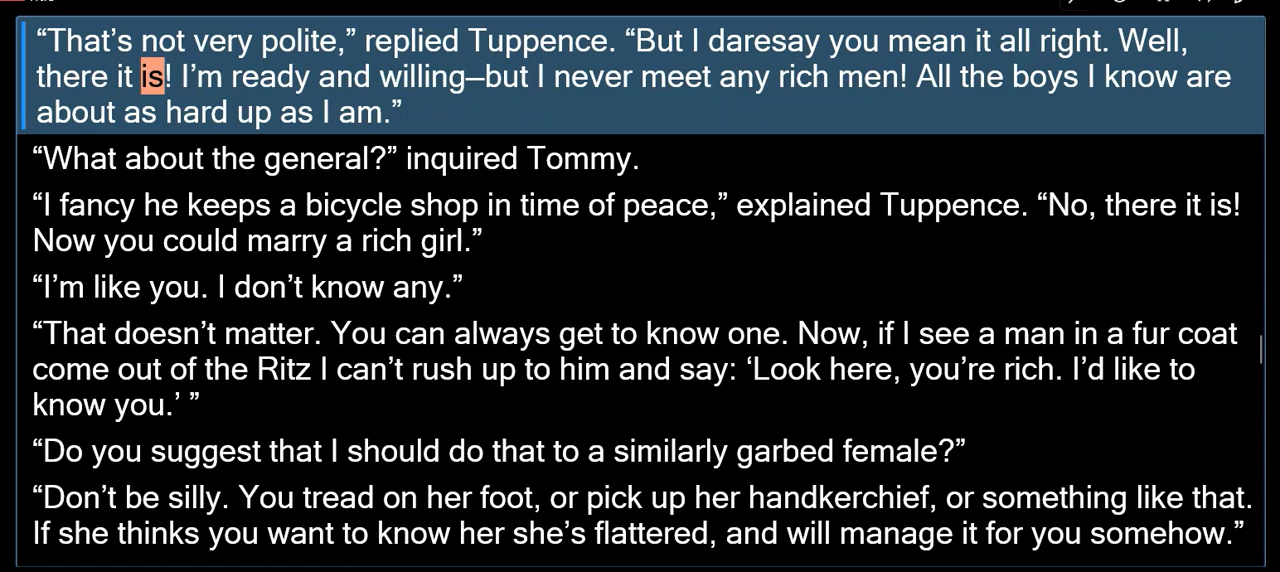 “That’s not very polite,” replied Tuppence. “But I daresay you mean it all right. Well,
there it is! I’m ready and willing—but I never meet any rich men! All the boys I know are
about as hard up as I am.”
“What about the general?” inquired Tommy.
“I fancy he keeps a bicycle shop in time of peace,” explained Tuppence. “No, there it is!
Now you could marry a rich girl.”
“I’m like you. I don’t know any.”
“That doesn’t matter. You can always get to know one. Now, if I see a man in a fur coat
come out of the Ritz I can’t rush up to him and say: ‘Look here, you’re rich. I’d like to
know you.’ ”
“Do you suggest that I should do that to a similarly garbed female?”
“Don’t be silly. You tread on her foot, or pick up her handkerchief, or something like that.
If she thinks you want to know her she’s flattered, and will manage it for you somehow.”